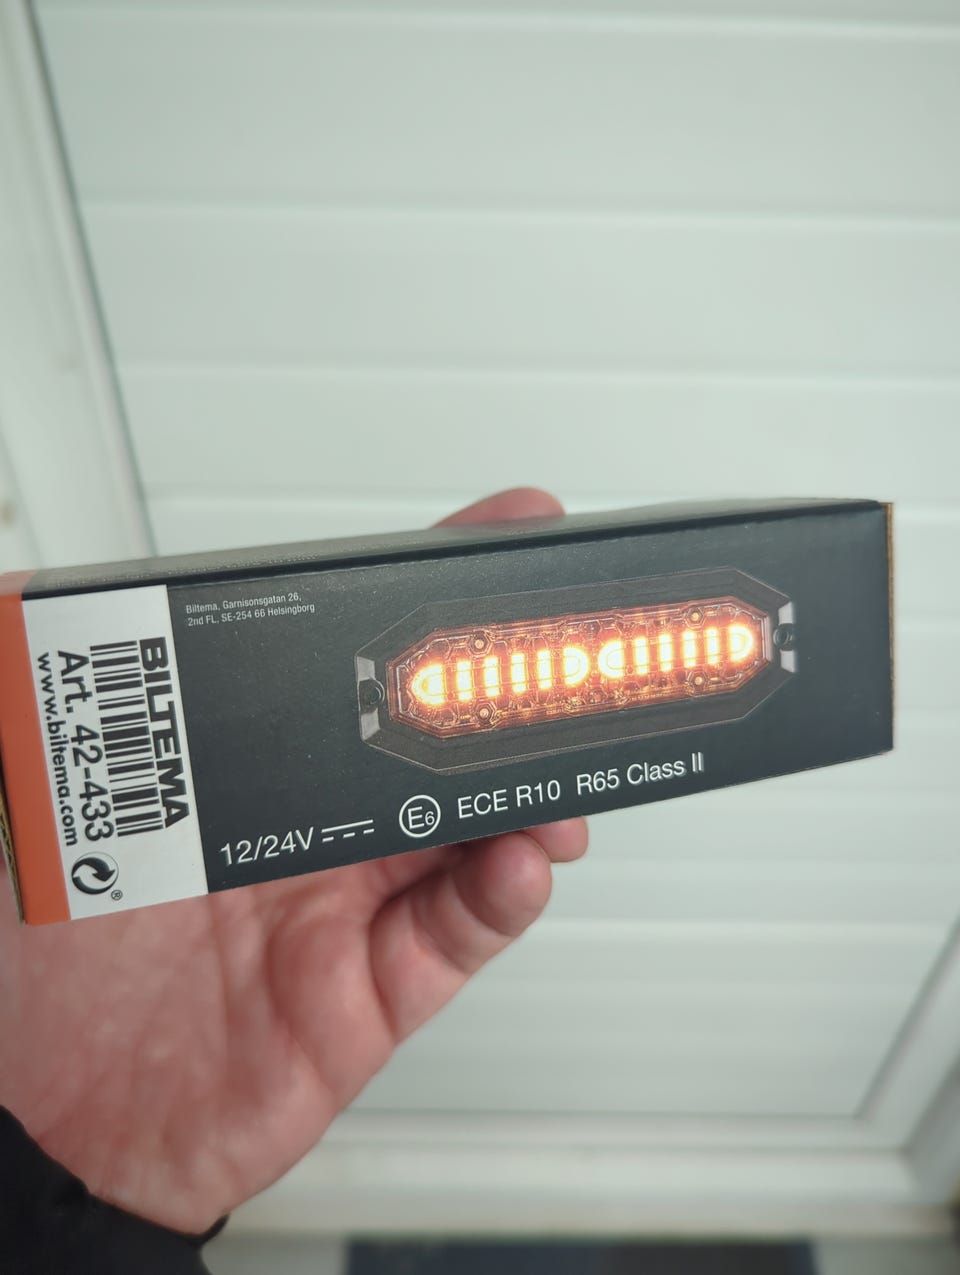 Biltema, Garnisonsgatan 26,
2nd FL, SE-254 66 Helsingborg
BILTEMA
Art. 42-433
www.biltema.com
®
12/24V
E6
ECE R10 R65 Class II